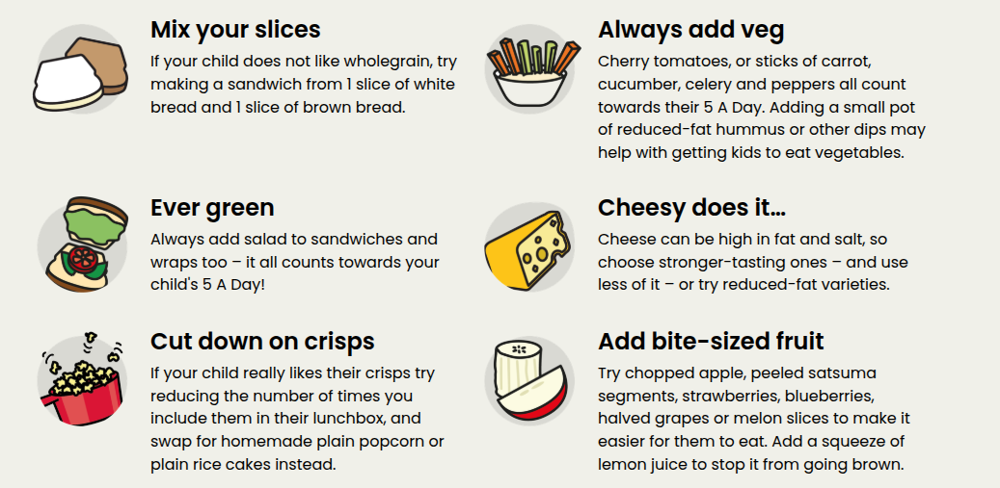 Mix your slices
If your child does not like wholegrain, try
making a sandwich from 1 slice of white
bread and 1 slice of brown bread.
Always add veg
Cherry tomatoes, or sticks of carrot,
cucumber, celery and peppers all count
towards their 5 A Day. Adding a small pot
of reduced-fat hummus or other dips may
help with getting kids to eat vegetables.
Ever green
Always add salad to sandwiches and
wraps too – it all counts towards your
child's 5 A Day!
Cheesy does it...
Cheese can be high in fat and salt, so
choose stronger-tasting ones – and use
less of it – or try reduced-fat varieties.
Cut down on crisps
If your child really likes their crisps try
reducing the number of times you
include them in their lunchbox, and
swap for homemade plain popcorn or
plain rice cakes instead.
Add bite-sized fruit
Try chopped apple, peeled satsuma
segments, strawberries, blueberries,
halved grapes or melon slices to make it
easier for them to eat. Add a squeeze of
lemon juice to stop it from going brown.